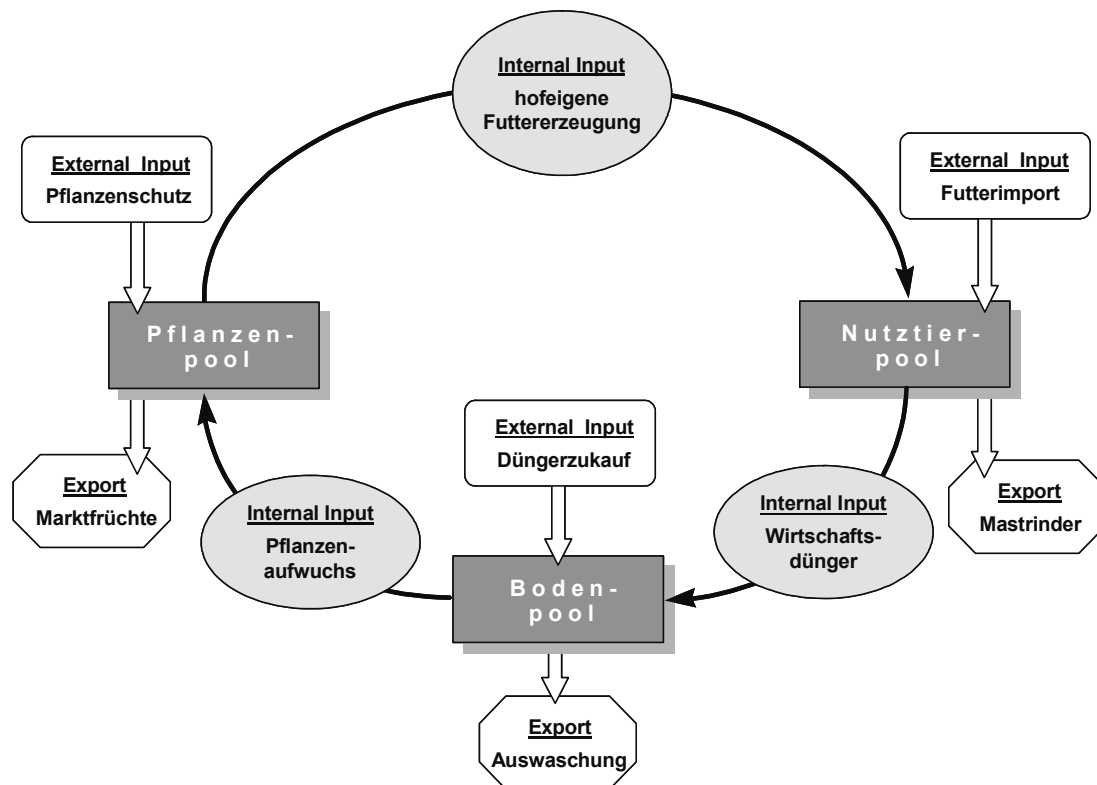 Internal Input
hofeigene
Futtererzeugung
External Input
Pflanzenschutz
External Input
Futterimport
Pflanzen-
pool
Nutztier-
pool
External Input
Düngerzukauf
Export
Marktfrüchte
Internal Input
Pflanzen-
aufwuchs
Internal Input
Wirtschafts-
dünger
Export
Mastrinder
Boden-
pool
Export
Auswaschung